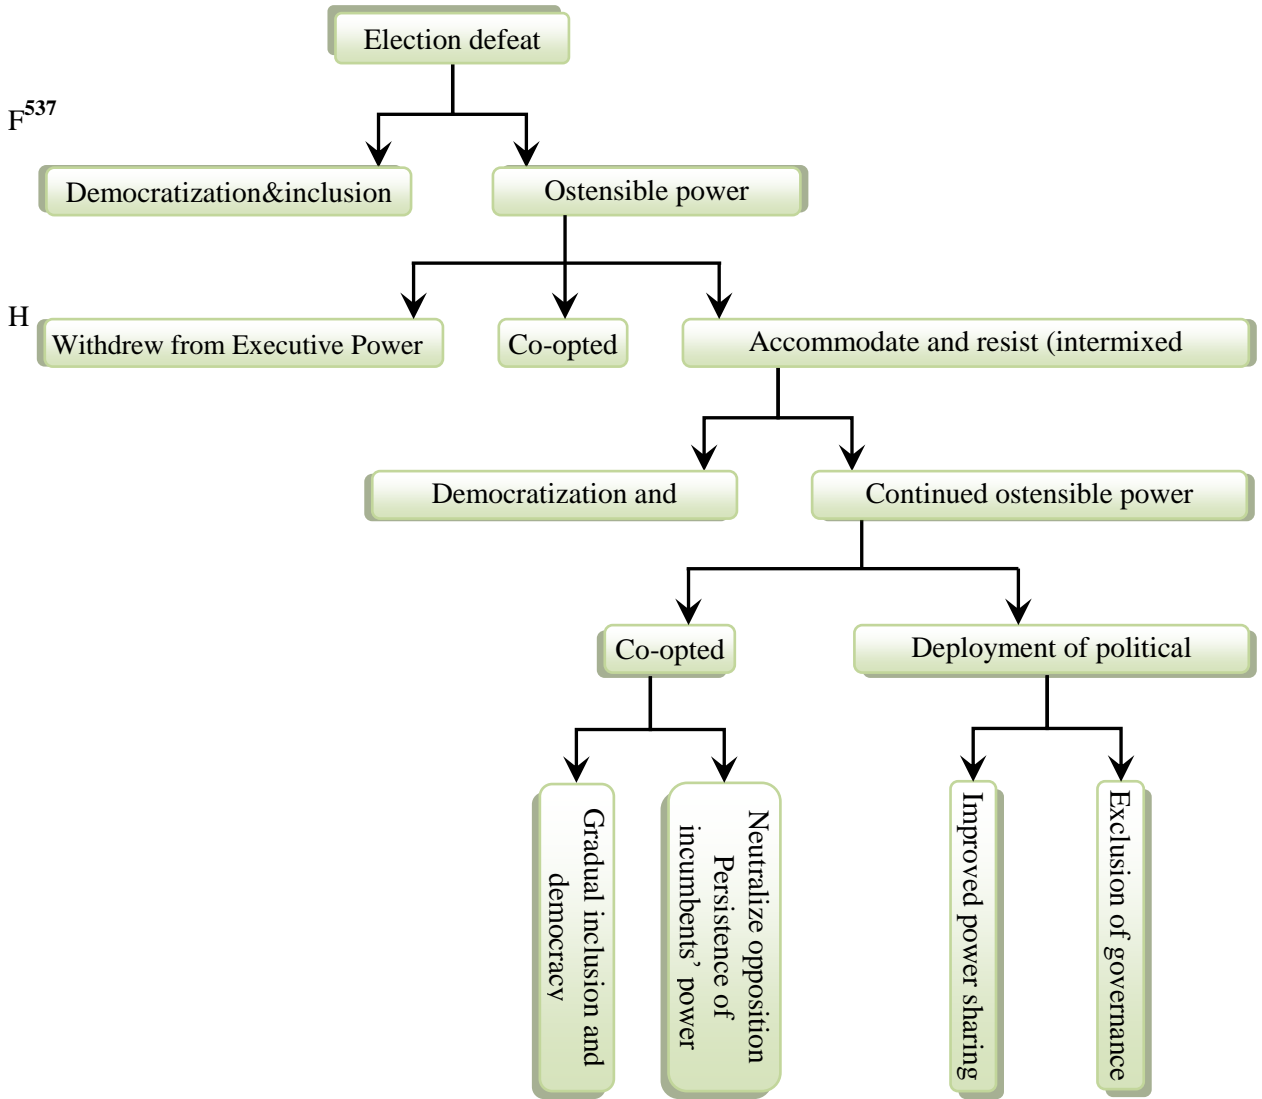 Election defeat
F537
Democratization&inclusion
Ostensible power
H
Withdrew from Executive Power
Co-opted
Accommodate and resist (intermixed
Democratization and
Continued ostensible power
Co-opted
Deployment of political
Gradual inclusion and
democracy
Neutralize opposition
Persistence of
incumbents’ power
Improved power sharing
Exclusion of governance